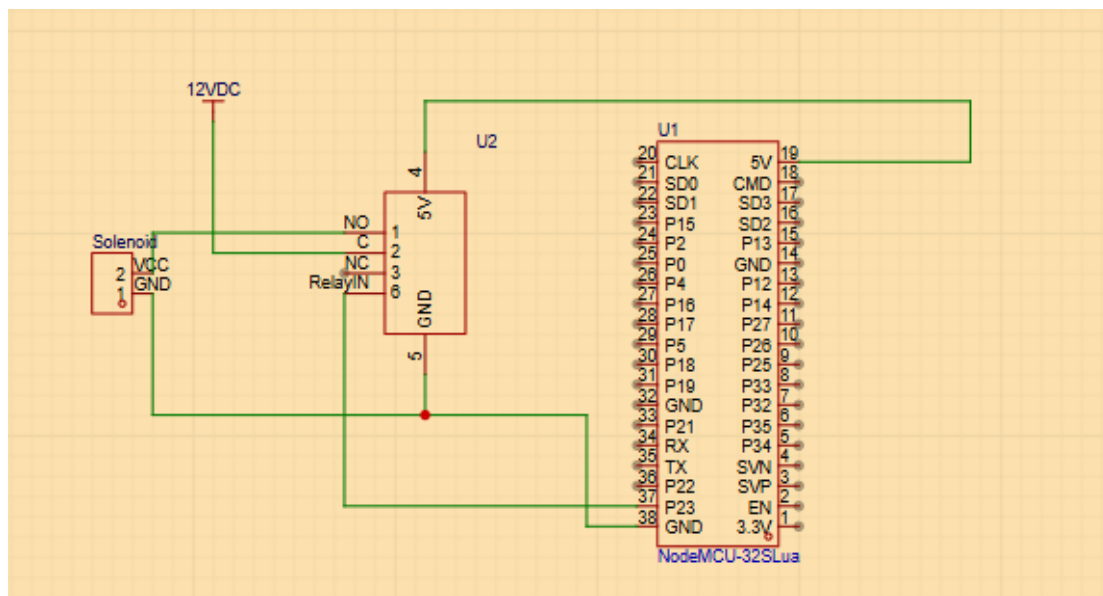 12VDC
U2
4
5V
NO 1
C 2
NC 3
RelayIN 6
GND
5
Solenoid
2 VCC
1 GND
U1
20 CLK 5V 19
21 SD0 CMD 18
22 SD1 SD3 17
23 P15 SD2 16
24 P2 P13 15
25 P0 GND 14
26 P4 P12 13
27 P16 P14 12
28 P17 P27 11
29 P5 P26 10
30 P18 P25 9
31 P19 P33 8
32 GND P32 7
33 P21 P35 6
34 RX P34 5
35 TX SVN 4
36 P22 SVP 3
37 P23 EN 2
38 GND 3.3V 1
NodeMCU-32SLua